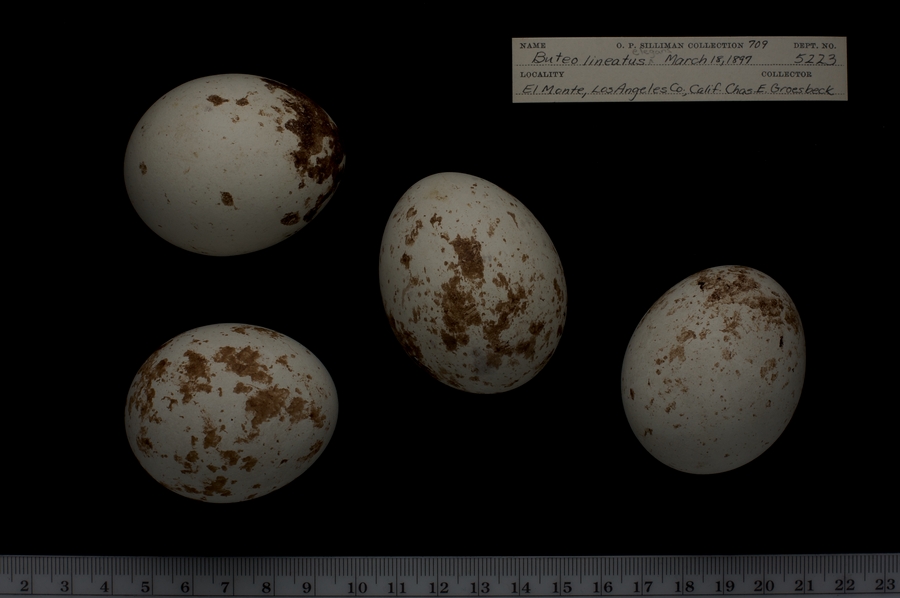 NAME O. P. SILLIMAN COLLECTION 709 DEPT. NO.
elegans
Buteo lineatus March 18, 1897 5223
LOCALITY COLLECTOR
El Monte, Los Angeles Co., Calif. Chas. E. Groesbeck
2 3 4 5 6 7 8 9 10 11 12 13 14 15 16 17 18 19 20 21 22 23